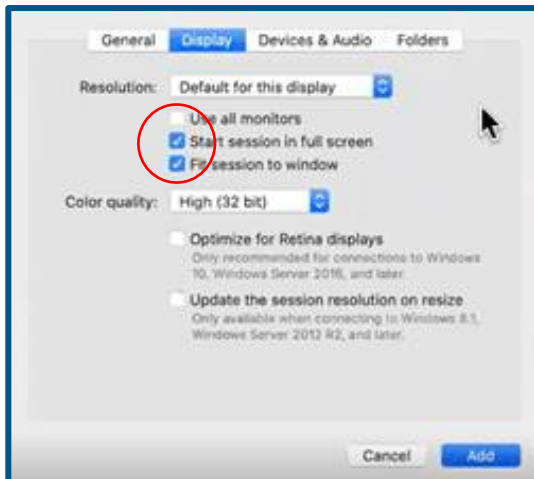 General Display Devices & Audio Folders
Resolution: Default for this display
Use all monitors
Start session in full screen
Fit session to window
Color quality: High (32 bit)
Optimize for Retina displays
Only recommended for connections to Windows
10, Windows Server 2016, and later.
Update the session resolution on resize
Only available when connecting to Windows 8.1,
Windows Server 2012 R2, and later.
Cancel Add